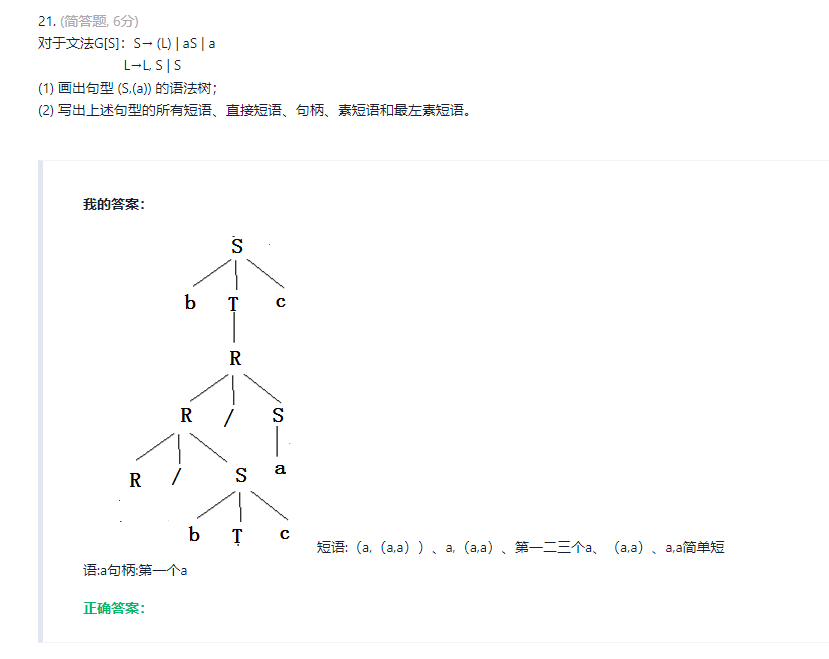 21. (简答题, 6分)
对于文法G[S]：S→ (L) | aS | a
L→L, S | S
(1) 画出句型 (S,(a)) 的语法树；
(2) 写出上述句型的所有短语、直接短语、句柄、素短语和最左素短语。
我的答案：
S
b T c
R
R / S
R / S a
b T c
短语:（a,（a,a））、a,（a,a）、第一二三个a、（a,a）、a,a简单短
语:a句柄:第一个a
正确答案：